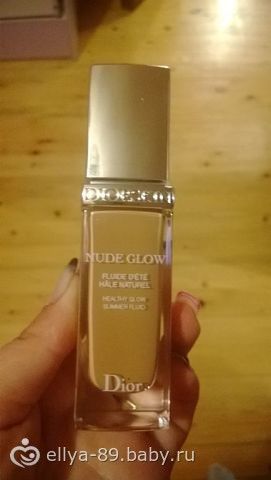 Diorskin
NUDE GLOW
FLUIDE D'ÉTÉ
HÂLE NATUREL
HEALTHY GLOW
SUMMER FLUID
Dior
ellya-89.baby.ru